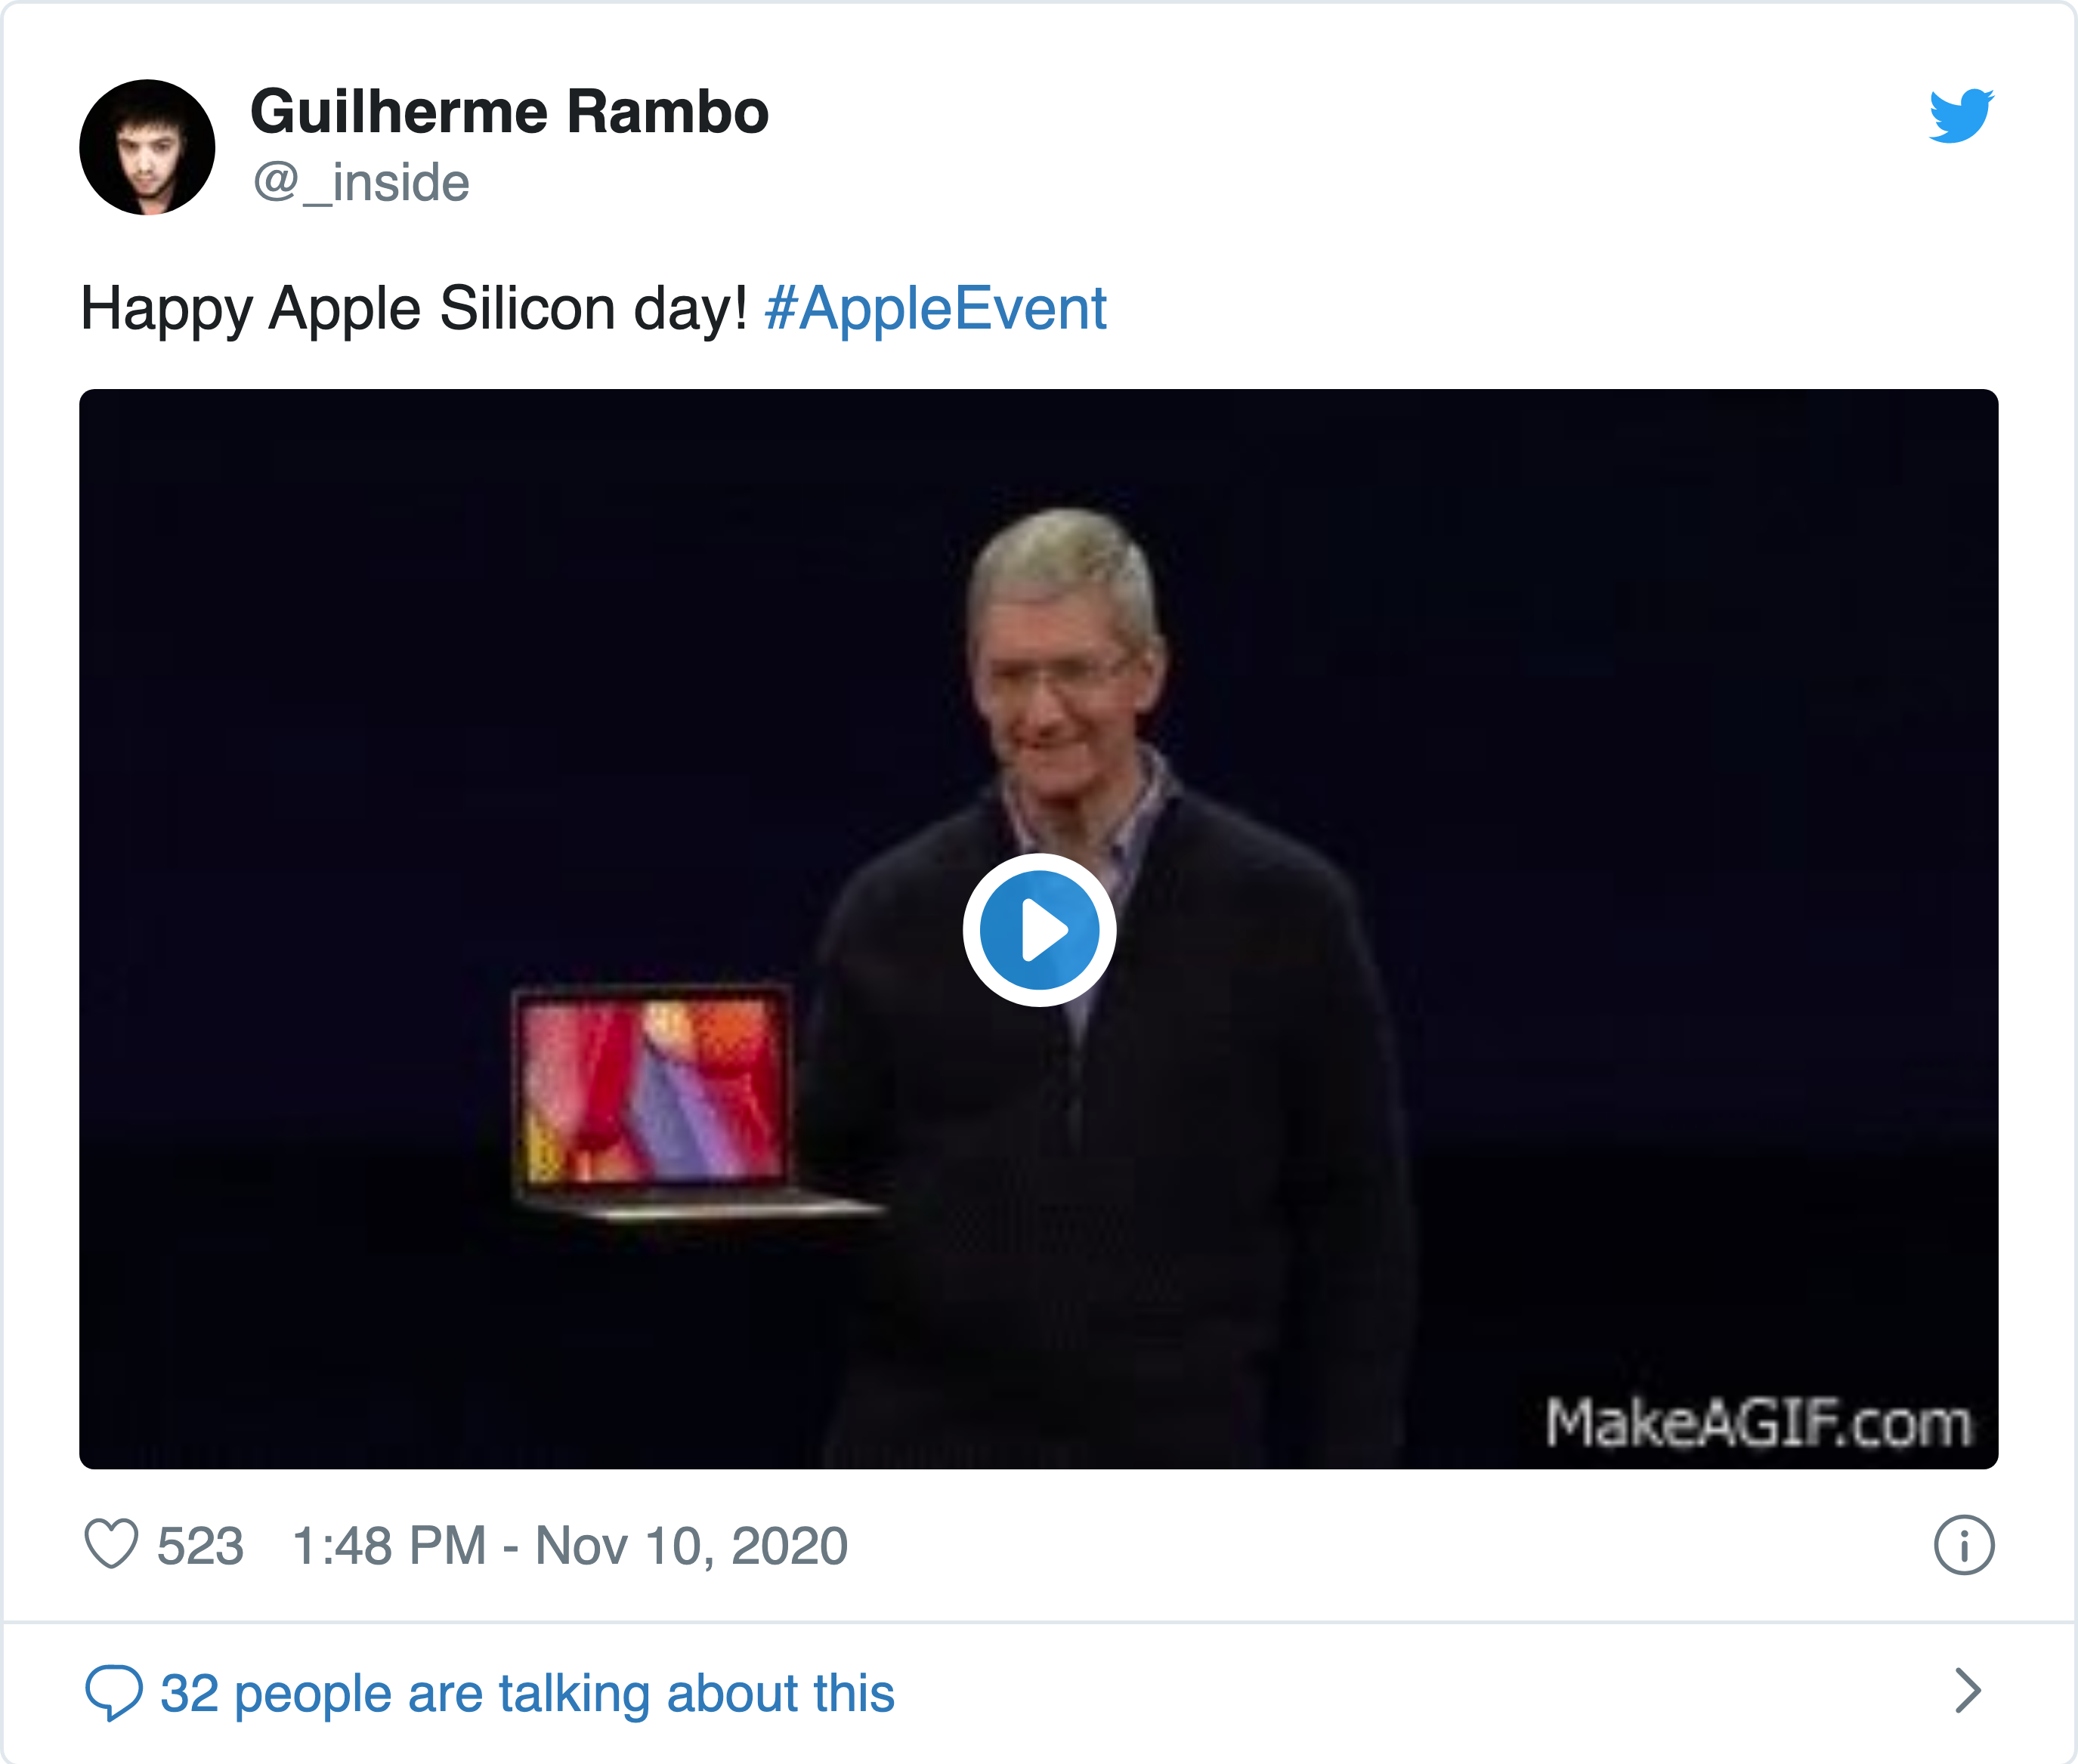 Guilherme Rambo
@_inside
Happy Apple Silicon day! #AppleEvent
MakeAGIF.com
523 1:48 PM - Nov 10, 2020
32 people are talking about this